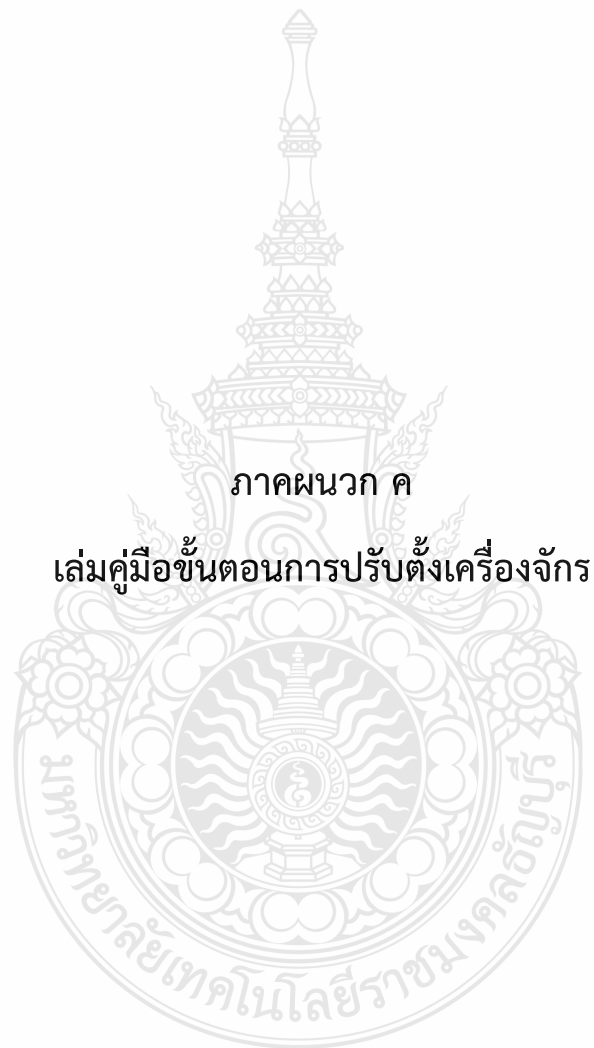 ภาคผนวก ค
เล่มคู่มือขั้นตอนการปรับตั้งเครื่องจักร
มหาวิทยาลัยเทคโนโลยีราชมงคลธัญบุรี